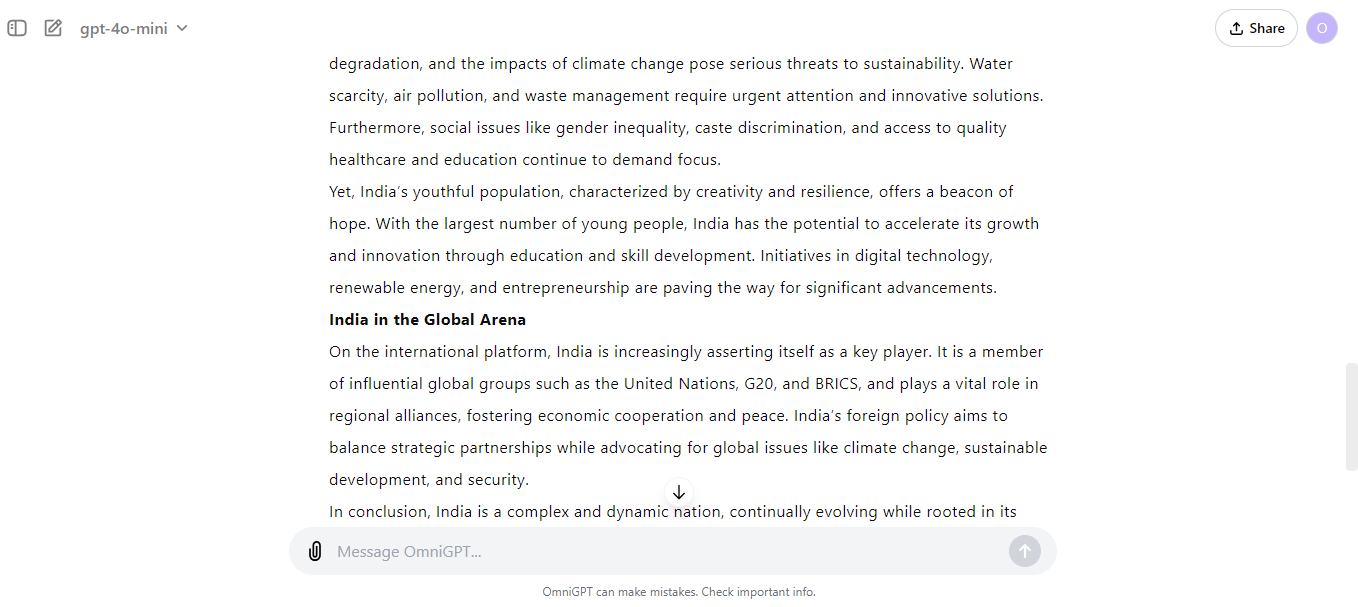 gpt-4o-mini
Share
O
degradation, and the impacts of climate change pose serious threats to sustainability. Water
scarcity, air pollution, and waste management require urgent attention and innovative solutions.
Furthermore, social issues like gender inequality, caste discrimination, and access to quality
healthcare and education continue to demand focus.
Yet, India's youthful population, characterized by creativity and resilience, offers a beacon of
hope. With the largest number of young people, India has the potential to accelerate its growth
and innovation through education and skill development. Initiatives in digital technology,
renewable energy, and entrepreneurship are paving the way for significant advancements.
India in the Global Arena
On the international platform, India is increasingly asserting itself as a key player. It is a member
of influential global groups such as the United Nations, G20, and BRICS, and plays a vital role in
regional alliances, fostering economic cooperation and peace. India's foreign policy aims to
balance strategic partnerships while advocating for global issues like climate change, sustainable
development, and security.
In conclusion, India is a complex and dynamic nation, continually evolving while rooted in its
Message OmniGPT...
OmniGPT can make mistakes. Check important info.